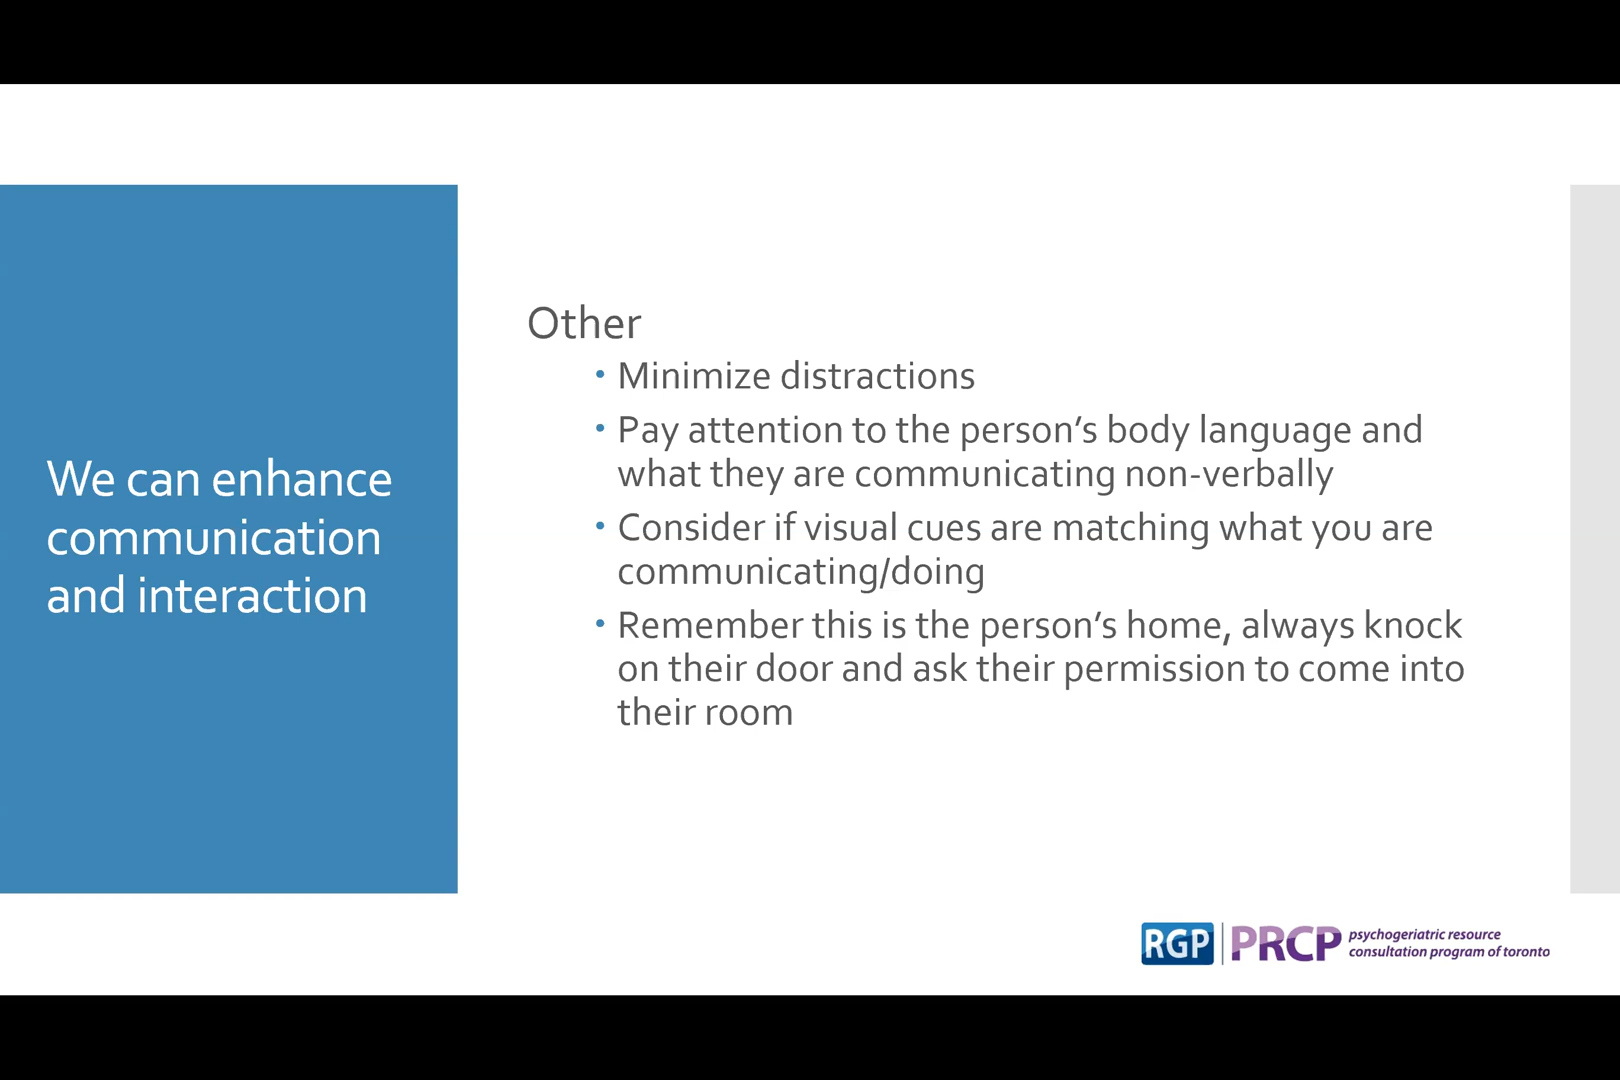 We can enhance
communication
and interaction
Other
• Minimize distractions
• Pay attention to the person’s body language and
what they are communicating non-verbally
• Consider if visual cues are matching what you are
communicating/doing
• Remember this is the person’s home, always knock
on their door and ask their permission to come into
their room
RGP PRCP psychogeriatric resource
consultation program of toronto